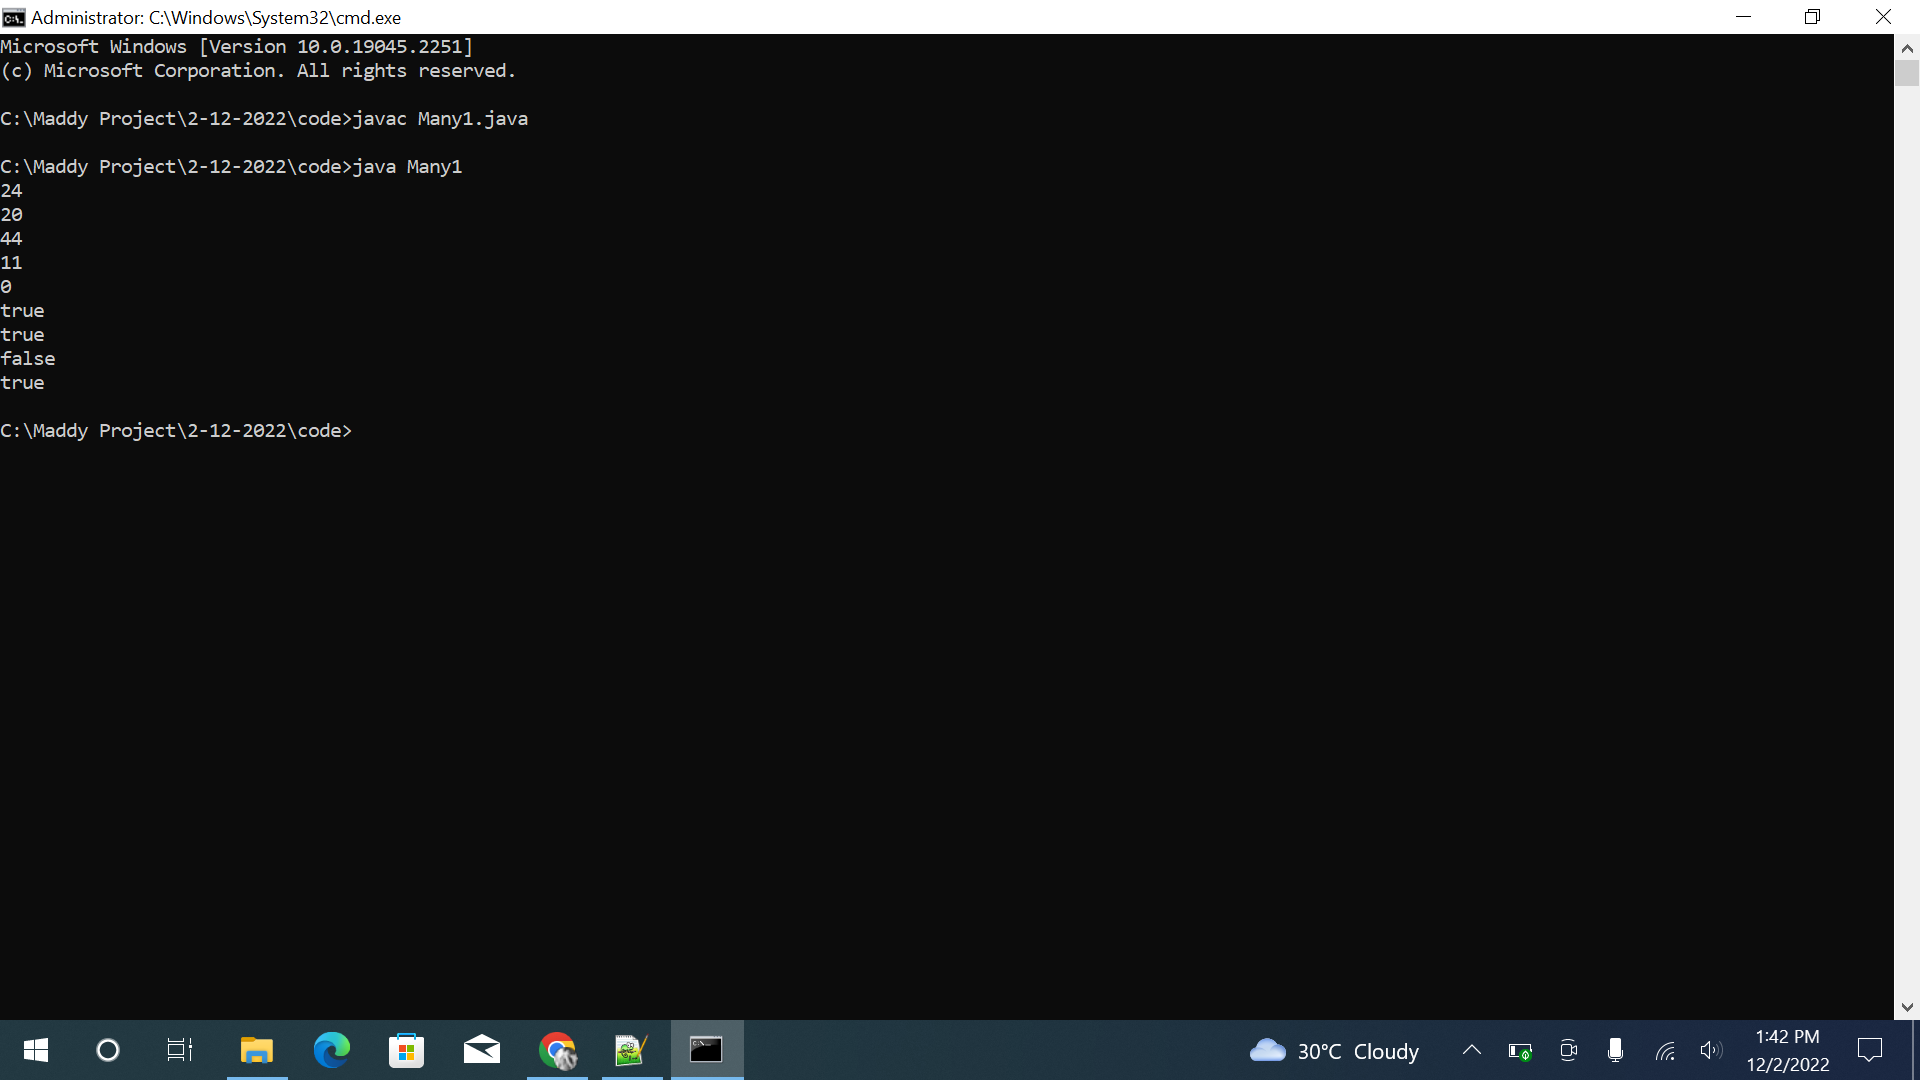 Administrator: C:\Windows\System32\cmd.exe
Microsoft Windows [Version 10.0.19045.2251]
(c) Microsoft Corporation. All rights reserved.
C:\Maddy Project\2-12-2022\code>javac Many1.java
C:\Maddy Project\2-12-2022\code>java Many1
24
20
44
11
0
true
true
false
true
C:\Maddy Project\2-12-2022\code>
30°C Cloudy
1:42 PM
12/2/2022